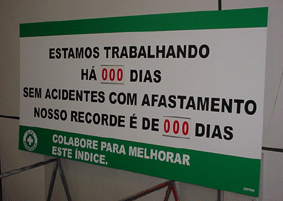 ESTAMOS TRABALHANDO
HÁ 000 DIAS
SEM ACIDENTES COM AFASTAMENTO
NOSSO RECORDE É DE 000 DIAS
COLABORE PARA MELHORAR
ESTE ÍNDICE.